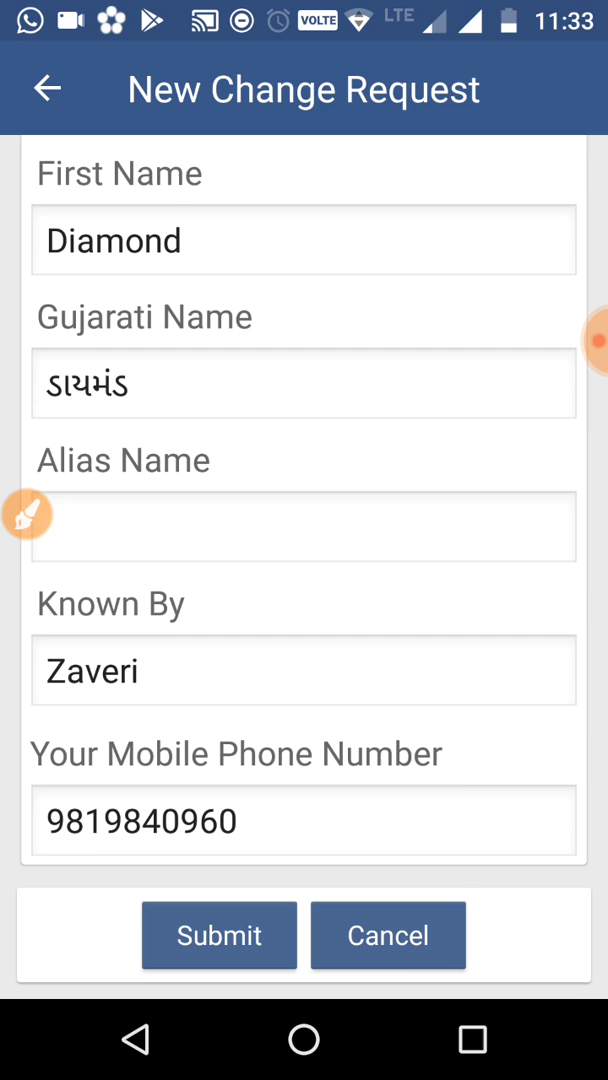 VOLTE LTE 11:33
New Change Request
First Name
Diamond
Gujarati Name
ડાયમંડ
Alias Name
Known By
Zaveri
Your Mobile Phone Number
9819840960
Submit Cancel